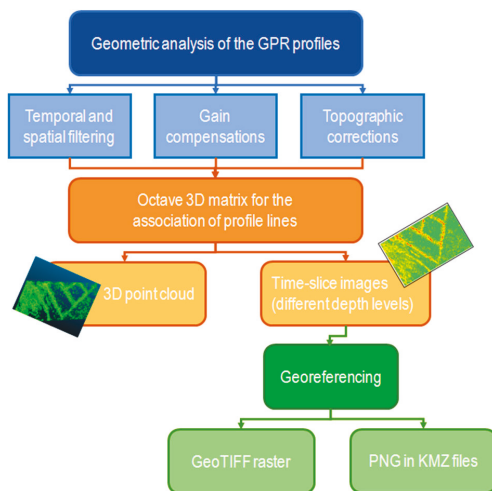 Geometric analysis of the GPR profiles
Temporal and
spatial filtering
Gain
compensations
Topographic
corrections
Octave 3D matrix for the
association of profile lines
3D point cloud
Time-slice images
(different depth levels)
Georeferencing
GeoTIFF raster
PNG in KMZ files